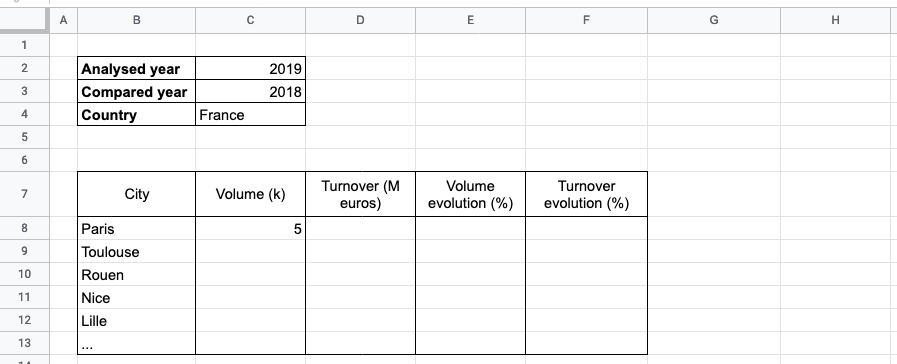 A B C D E F G H
1
2 Analysed year 2019
3 Compared year 2018
4 Country France
5
6
7 City Volume (k) Turnover (M euros) Volume evolution (%) Turnover evolution (%)
8 Paris 5
9 Toulouse
10 Rouen
11 Nice
12 Lille
13 ...